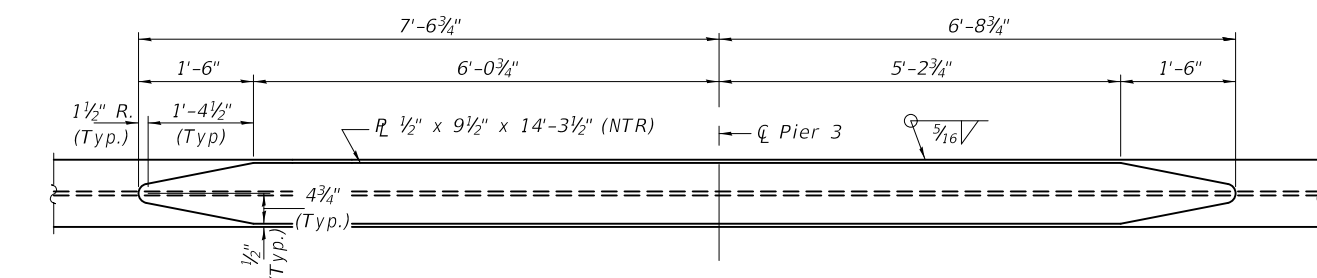 7'-6¾" 6'-8¾"
1'-6" 6'-0¾" 5'-2¾" 1'-6"
1½" R. 1'-4½"
(Typ.) (Typ)
℄ Pier 3
PL ½" x 9½" x 14'-3½" (NTR)
5/16
4¾"
(Typ.)
½"
(Typ.)